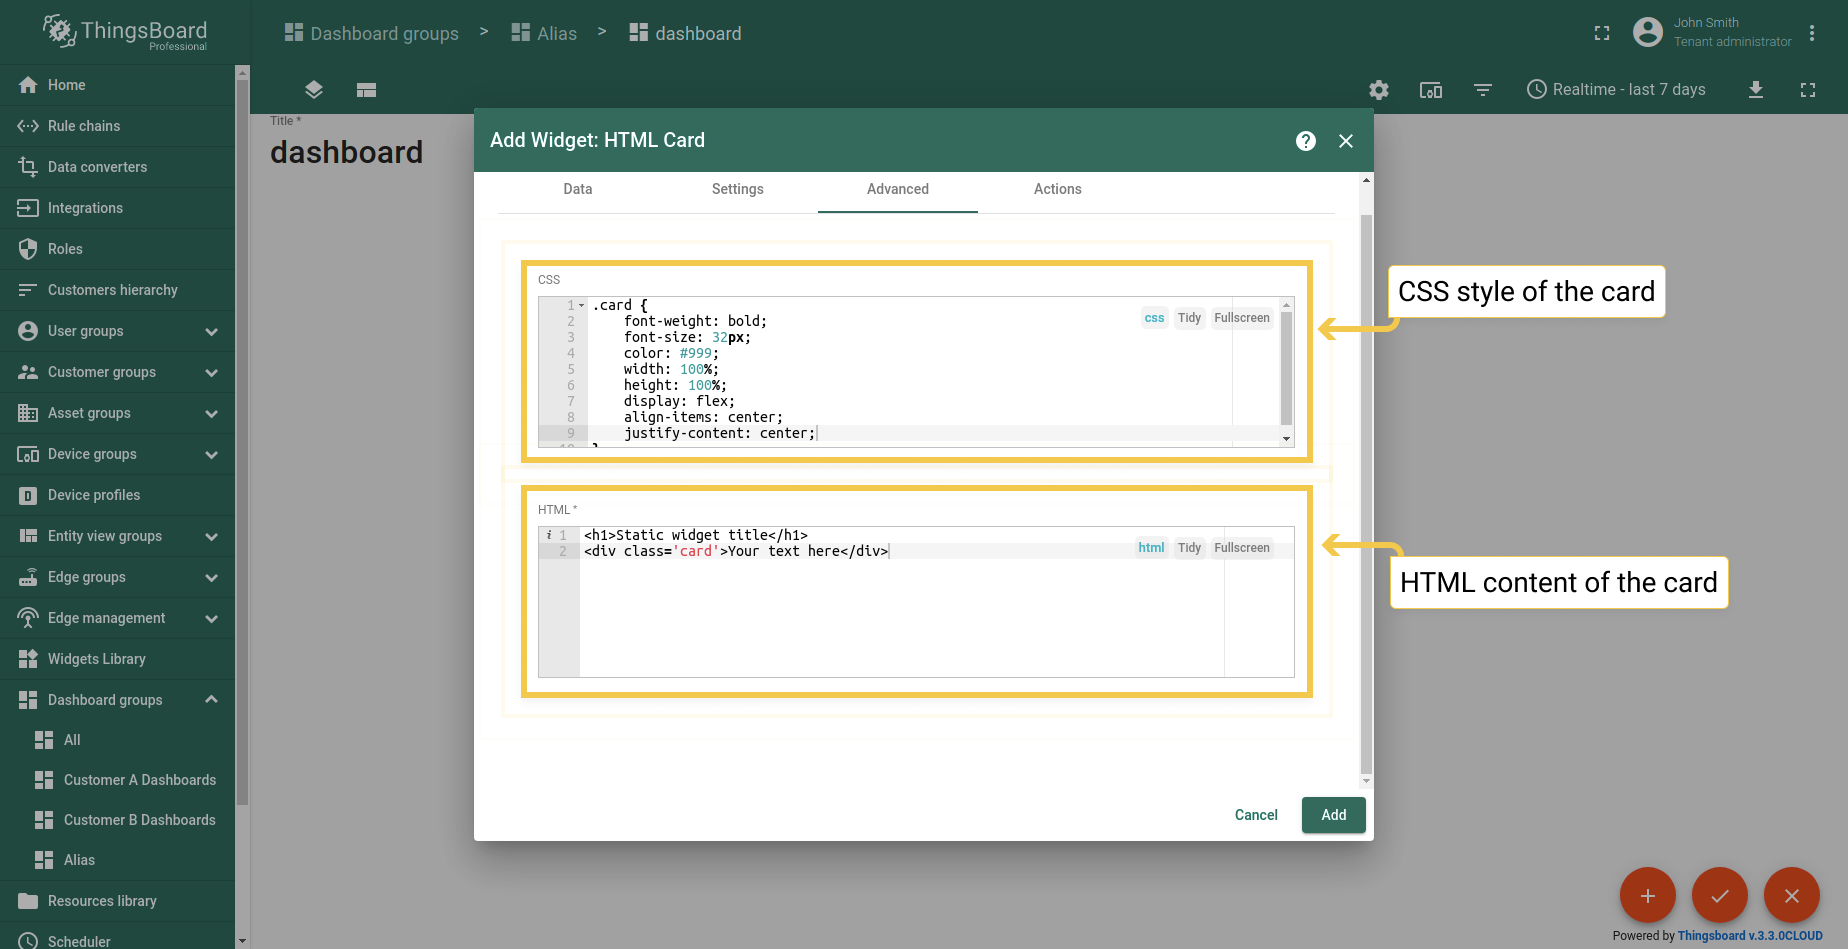 ThingsBoard
Professional
Dashboard groups > Alias > dashboard
John Smith
Tenant administrator
Realtime - last 7 days
Home
Rule chains
Data converters
Integrations
Roles
Customers hierarchy
User groups
Customer groups
Asset groups
Device groups
Device profiles
Entity view groups
Edge groups
Edge management
Widgets Library
Dashboard groups
All
Customer A Dashboards
Customer B Dashboards
Alias
Resources library
Scheduler
Title *
dashboard
Add Widget: HTML Card
Data Settings Advanced Actions
CSS
css Tidy Fullscreen
1 .card {
2 font-weight: bold;
3 font-size: 32px;
4 color: #999;
5 width: 100%;
6 height: 100%;
7 display: flex;
8 align-items: center;
9 justify-content: center;
HTML *
html Tidy Fullscreen
i 1 <h1>Static widget title</h1>
2 <div class='card'>Your text here</div>
Cancel Add
CSS style of the card
HTML content of the card
Powered by Thingsboard v.3.3.0CLOUD